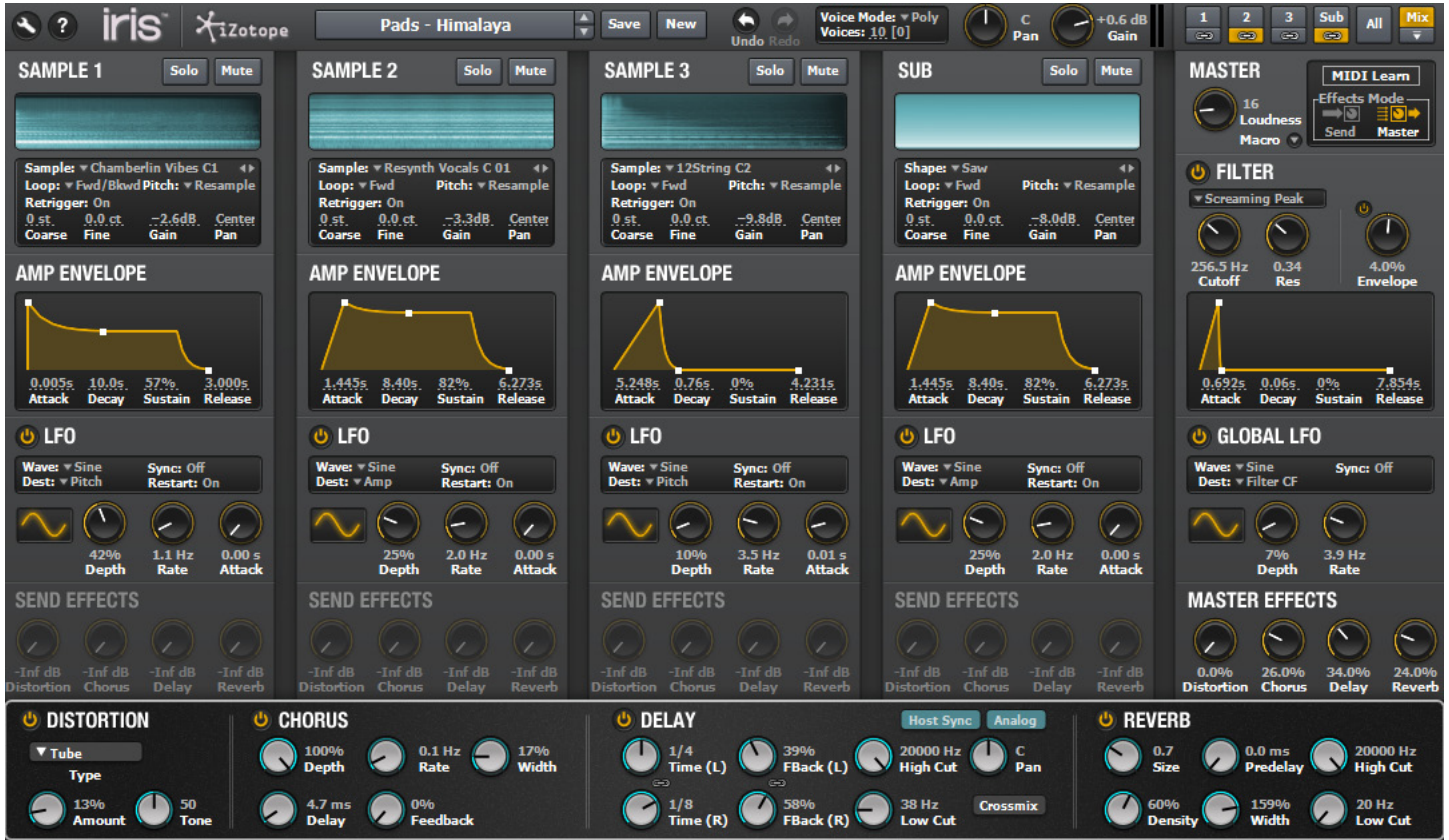 ? iris™ iZotope Pads - Himalaya Save New Undo Redo
Voice Mode: Poly
Voices: 10 [0]
C Pan +0.6 dB Gain
1 2 3 Sub All Mix
SAMPLE 1 Solo Mute
Sample: Chamberlin Vibes C1
Loop: Fwd/Bkwd Pitch: Resample
Retrigger: On
0 st 0.0 ct -2.6dB Center
Coarse Fine Gain Pan
AMP ENVELOPE
0.005s 10.0s 57% 3.000s
Attack Decay Sustain Release
LFO
Wave: Sine Sync: Off
Dest: Pitch Restart: On
42% 1.1 Hz 0.00 s
Depth Rate Attack
SEND EFFECTS
-Inf dB -Inf dB -Inf dB -Inf dB
Distortion Chorus Delay Reverb
SAMPLE 2 Solo Mute
Sample: Resynth Vocals C 01
Loop: Fwd Pitch: Resample
Retrigger: On
0 st 0.0 ct -3.3dB Center
Coarse Fine Gain Pan
AMP ENVELOPE
1.445s 8.40s 82% 6.273s
Attack Decay Sustain Release
LFO
Wave: Sine Sync: Off
Dest: Amp Restart: On
25% 2.0 Hz 0.00 s
Depth Rate Attack
SEND EFFECTS
-Inf dB -Inf dB -Inf dB -Inf dB
Distortion Chorus Delay Reverb
SAMPLE 3 Solo Mute
Sample: 12String C2
Loop: Fwd Pitch: Resample
Retrigger: On
0 st 0.0 ct -9.8dB Center
Coarse Fine Gain Pan
AMP ENVELOPE
5.248s 0.76s 0% 4.231s
Attack Decay Sustain Release
LFO
Wave: Sine Sync: Off
Dest: Pitch Restart: On
10% 3.5 Hz 0.01 s
Depth Rate Attack
SEND EFFECTS
-Inf dB -Inf dB -Inf dB -Inf dB
Distortion Chorus Delay Reverb
SUB Solo Mute
Shape: Saw
Loop: Fwd Pitch: Resample
Retrigger: On
0 st 0.0 ct -8.0dB Center
Coarse Fine Gain Pan
AMP ENVELOPE
1.445s 8.40s 82% 6.273s
Attack Decay Sustain Release
LFO
Wave: Sine Sync: Off
Dest: Amp Restart: On
25% 2.0 Hz 0.00 s
Depth Rate Attack
SEND EFFECTS
-Inf dB -Inf dB -Inf dB -Inf dB
Distortion Chorus Delay Reverb
MASTER
16
Loudness
Macro
MIDI Learn
Effects Mode
Send Master
FILTER
Screaming Peak
256.5 Hz 0.34 4.0%
Cutoff Res Envelope
0.692s 0.06s 0% 7.854s
Attack Decay Sustain Release
GLOBAL LFO
Wave: Sine Sync: Off
Dest: Filter CF
7% 3.9 Hz
Depth Rate
MASTER EFFECTS
0.0% 26.0% 34.0% 24.0%
Distortion Chorus Delay Reverb
DISTORTION
Tube
Type
13% 50
Amount Tone
CHORUS
100% 0.1 Hz 17%
Depth Rate Width
4.7 ms 0%
Delay Feedback
DELAY Host Sync Analog
1/4 39% 20000 Hz C
Time (L) FBack (L) High Cut Pan
1/8 58% 38 Hz Crossmix
Time (R) FBack (R) Low Cut
REVERB
0.7 0.0 ms 20000 Hz
Size Predelay High Cut
60% 159% 20 Hz
Density Width Low Cut